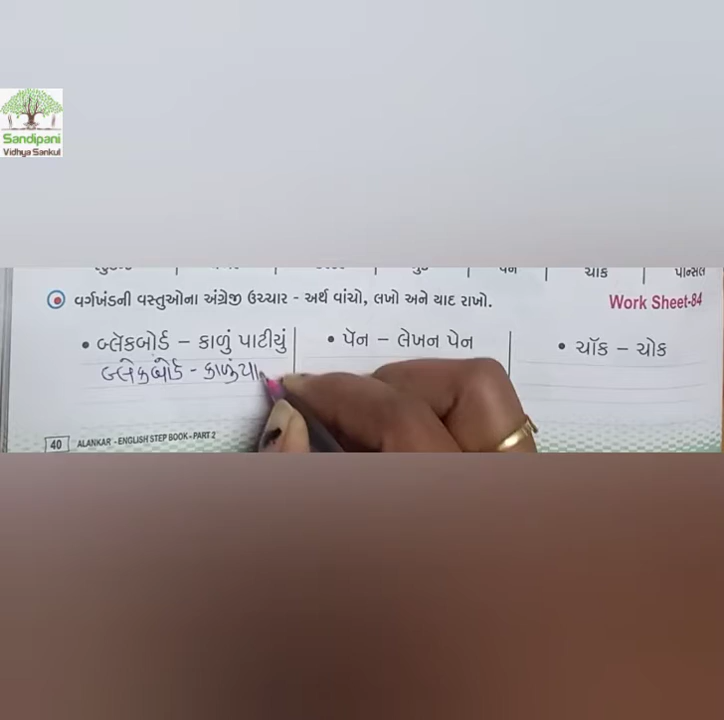 Sandipani
Vidhya Sankul
ચાક
પેન્સિલ
વર્ગખંડની વસ્તુઓના અંગ્રેજી ઉચ્ચાર - અર્થ વાંચો, લખો અને યાદ રાખો.
Work Sheet-84
• બ્લૅકબોર્ડ – કાળું પાટીયું
• પૅન – લેખન પેન
• ચૉક – ચોક
બ્લેકબોર્ડ - કાળુ પા
40 ALANKAR - ENGLISH STEP BOOK - PART 2